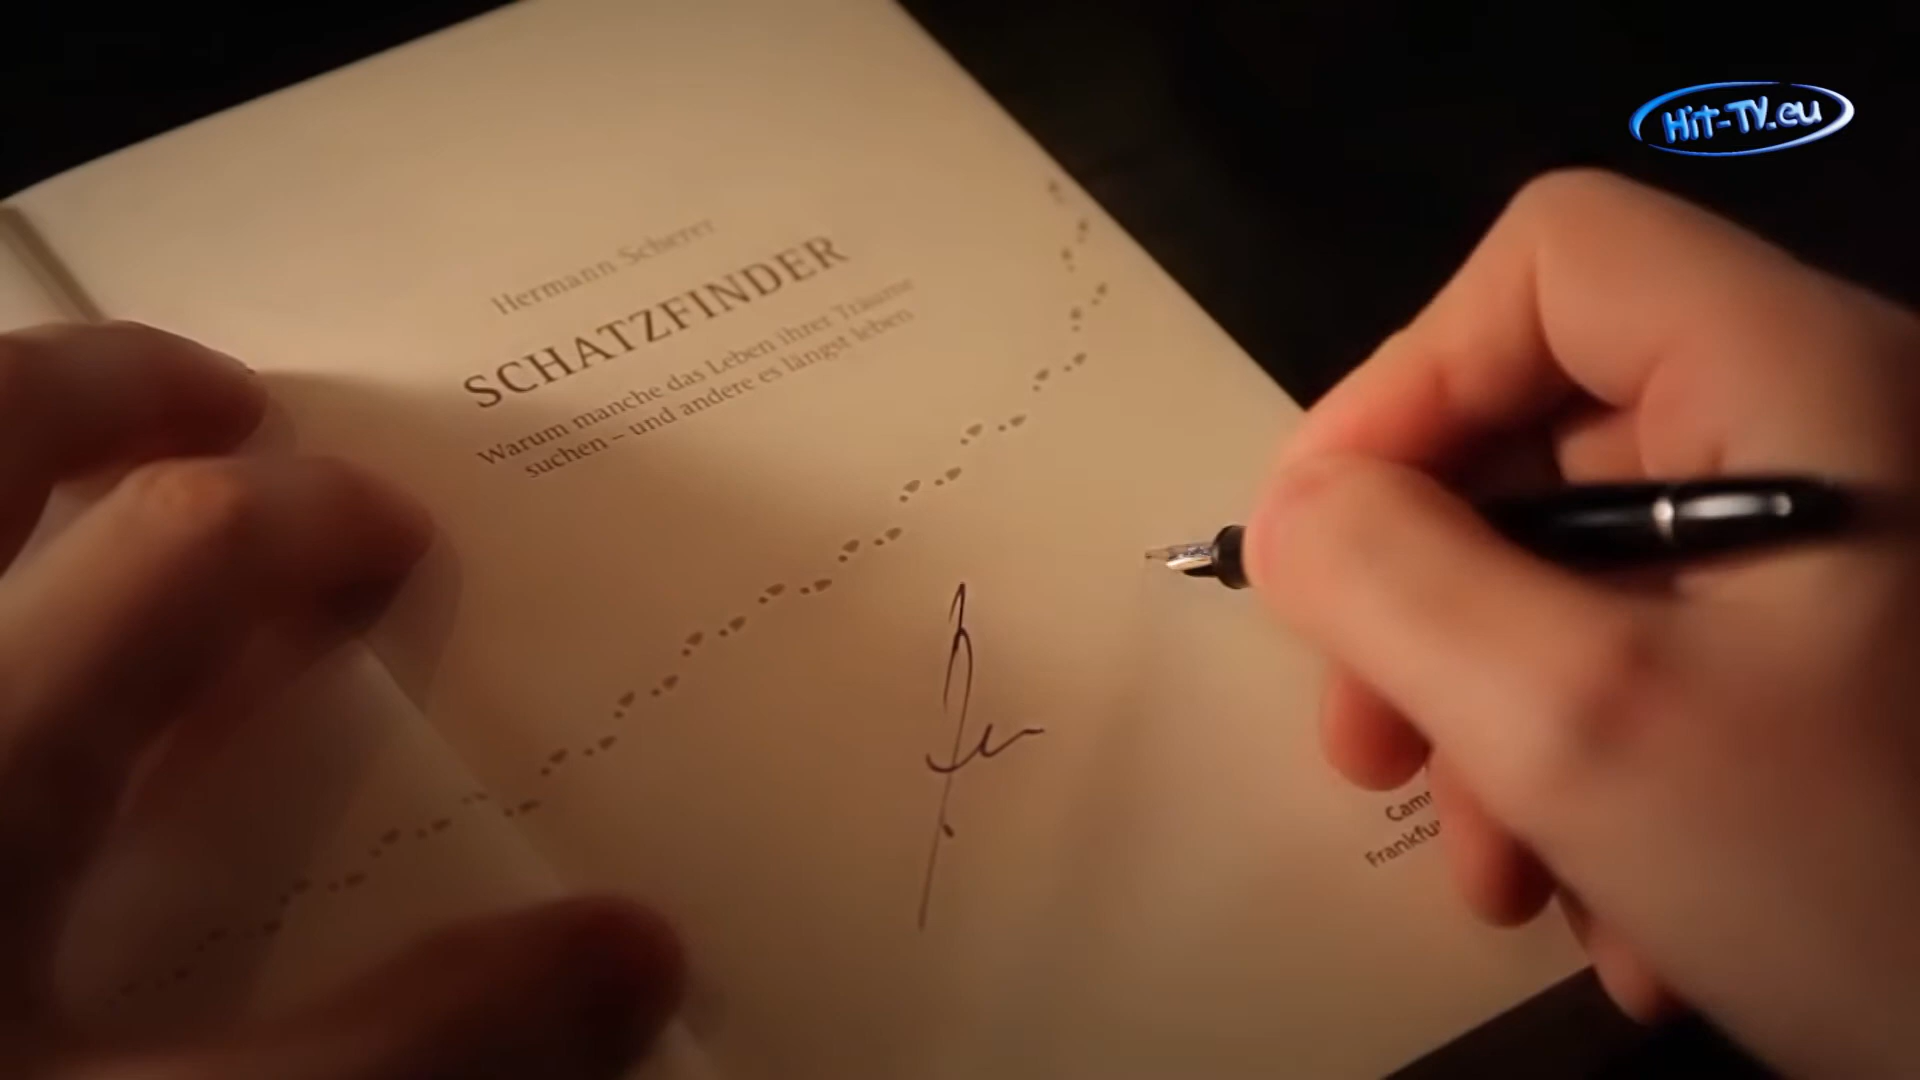 Hit-TV.eu
Hermann Scherer
SCHATZFINDER
Warum manche das Leben ihrer Träume
suchen – und andere es längst leben